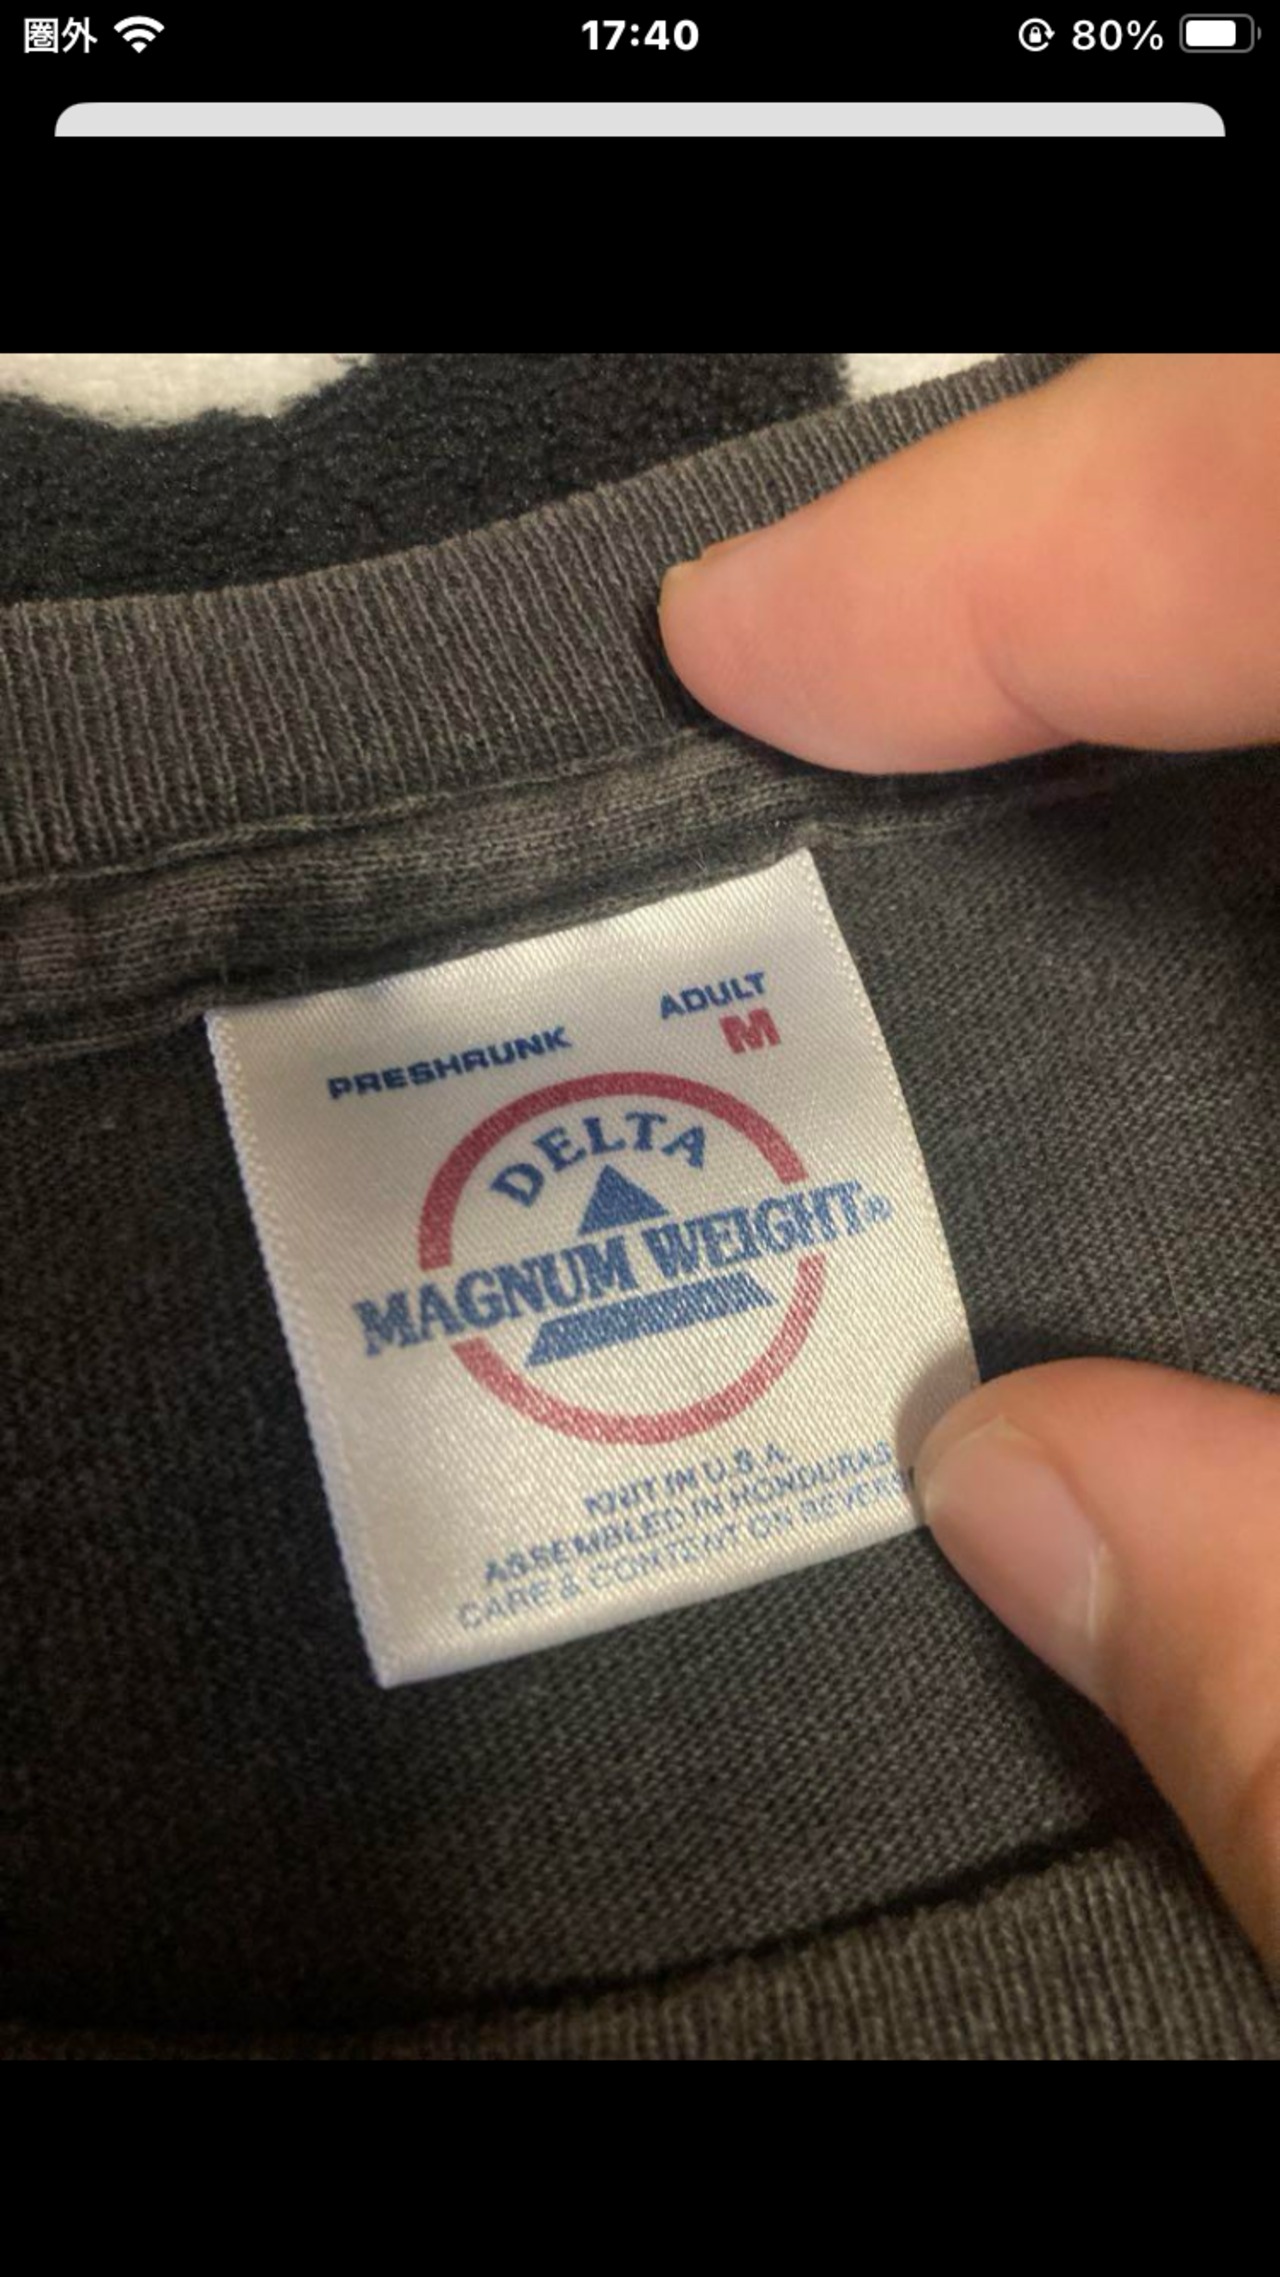 圏外 17:40 80%
PRESHRUNK
ADULT
M
DELTA
MAGNUM WEIGHT®
KNIT IN U.S.A.
ASSEMBLED IN HONDURAS
CARE & CONTENT ON REVERSE